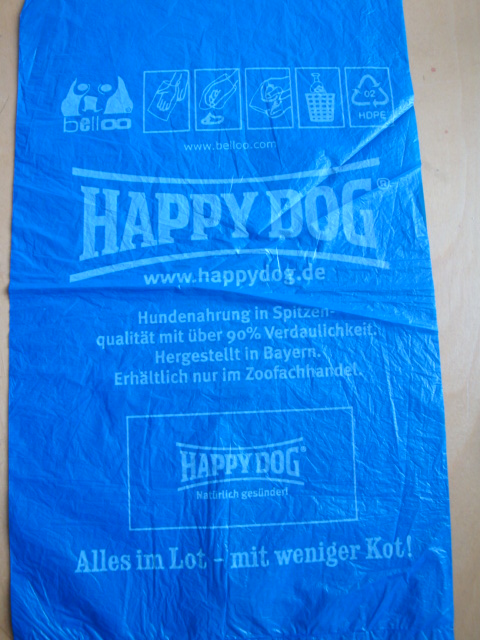 belloo
02
HDPE
www.belloo.com
HAPPY DOG®
www.happydog.de
Hundenahrung in Spitzen-
qualität mit über 90% Verdaulichkeit.
Hergestellt in Bayern.
Erhältlich nur im Zoofachhandel.
HAPPY DOG®
Natürlich gesünder!
Alles im Lot - mit weniger Kot!